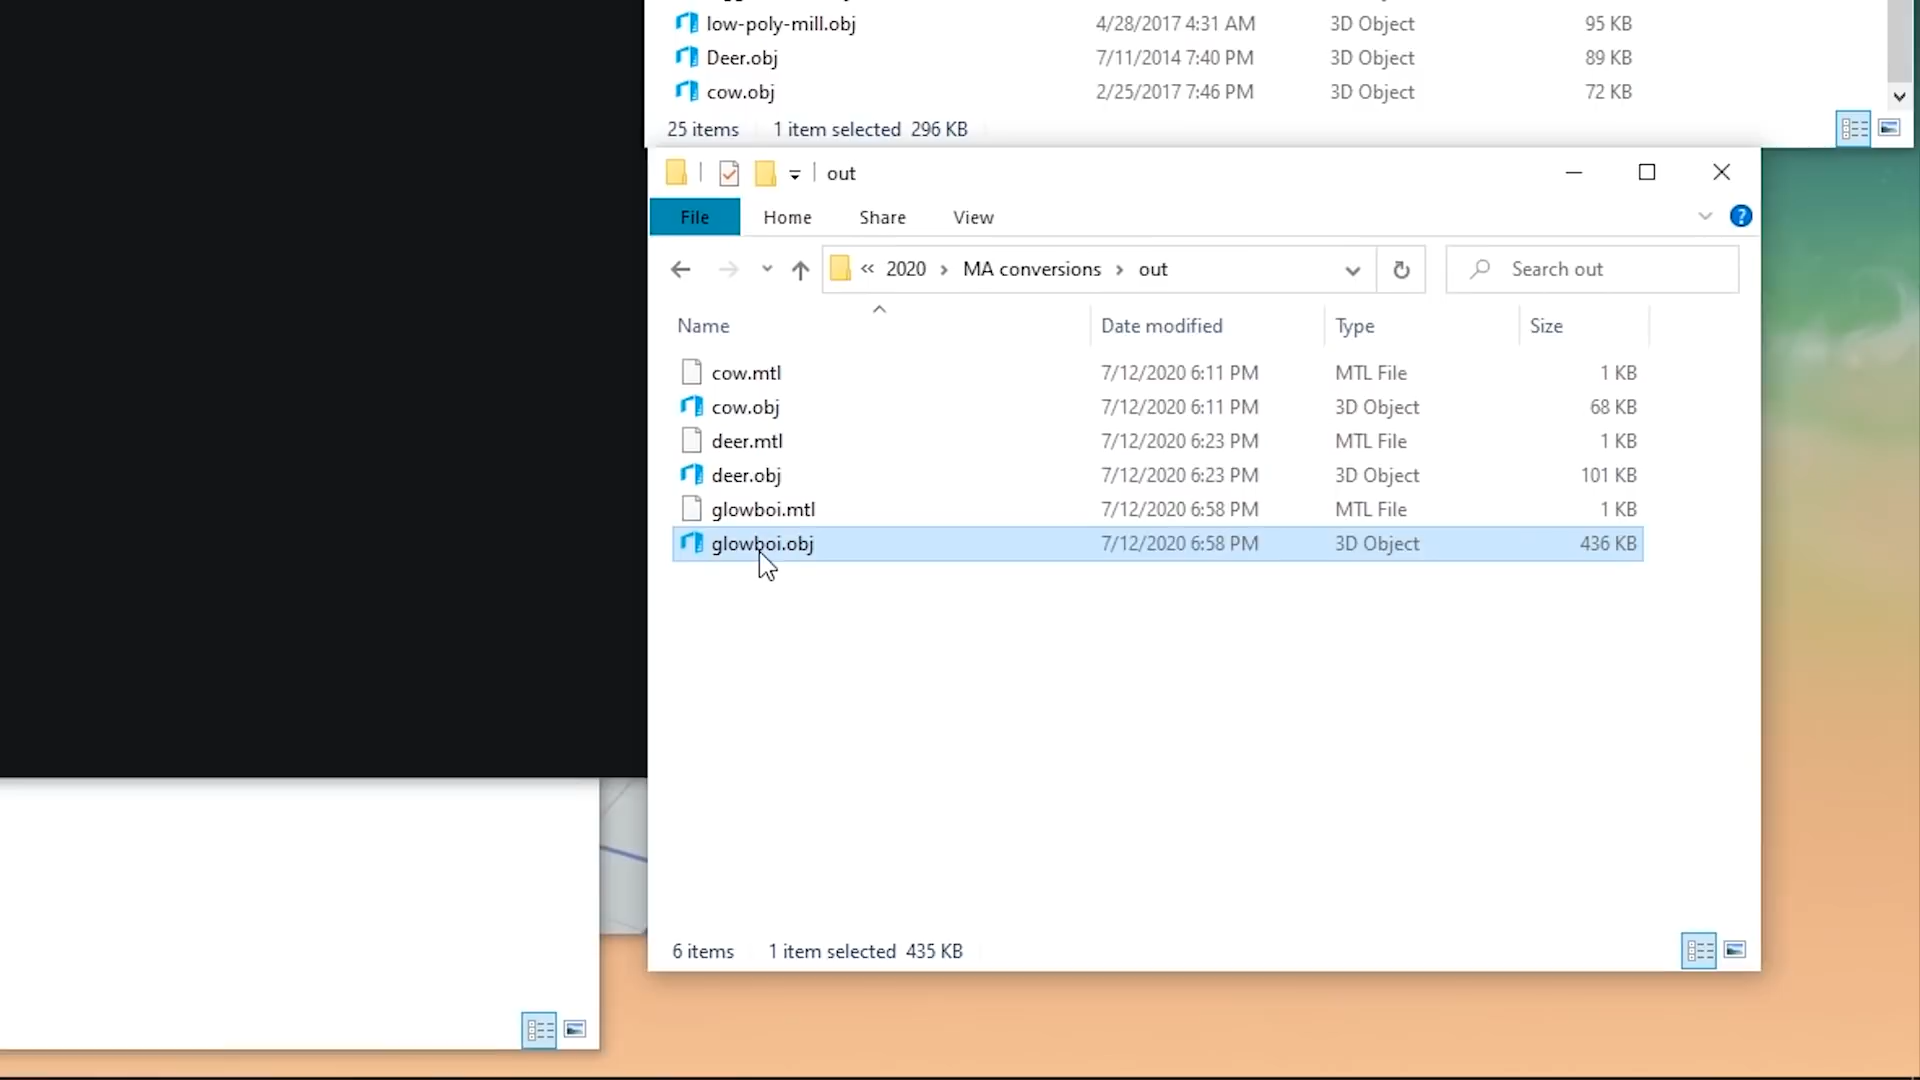 low-poly-mill.obj 4/28/2017 4:31 AM 3D Object 95 KB
Deer.obj 7/11/2014 7:40 PM 3D Object 89 KB
cow.obj 2/25/2017 7:46 PM 3D Object 72 KB
25 items 1 item selected 296 KB
out
File Home Share View
« 2020 › MA conversions › out Search out
Name Date modified Type Size
cow.mtl 7/12/2020 6:11 PM MTL File 1 KB
cow.obj 7/12/2020 6:11 PM 3D Object 68 KB
deer.mtl 7/12/2020 6:23 PM MTL File 1 KB
deer.obj 7/12/2020 6:23 PM 3D Object 101 KB
glowboi.mtl 7/12/2020 6:58 PM MTL File 1 KB
glowboi.obj 7/12/2020 6:58 PM 3D Object 436 KB
6 items 1 item selected 435 KB